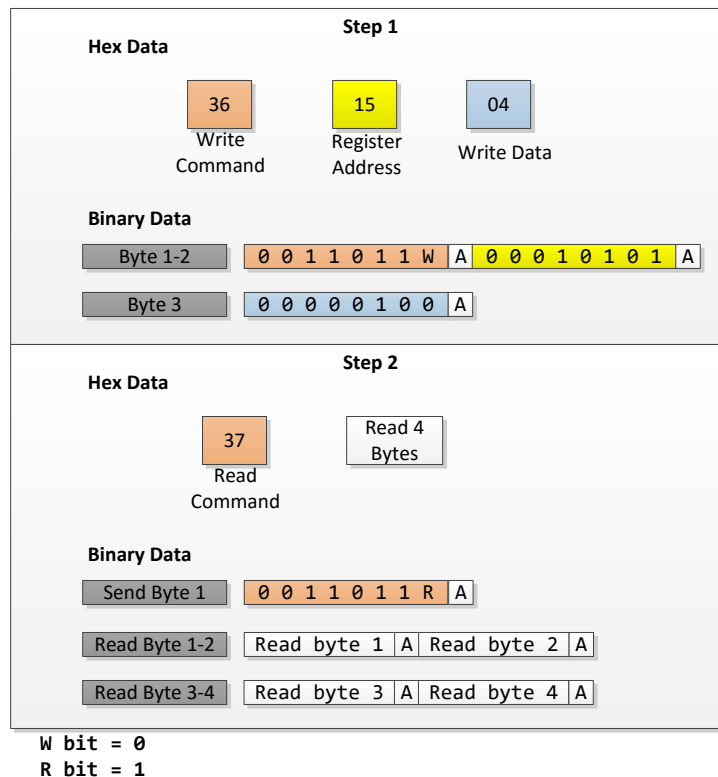 Step 1
Hex Data
36 15 04
Write Command
Register Address
Write Data
Binary Data
Byte 1-2 0 0 1 1 0 1 1 W A 0 0 0 1 0 1 0 1 A
Byte 3 0 0 0 0 0 1 0 0 A
Step 2
Hex Data
37
Read 4
Bytes
Read
Command
Binary Data
Send Byte 1 0 0 1 1 0 1 1 R A
Read Byte 1-2 Read byte 1 A Read byte 2 A
Read Byte 3-4 Read byte 3 A Read byte 4 A
W bit = 0
R bit = 1